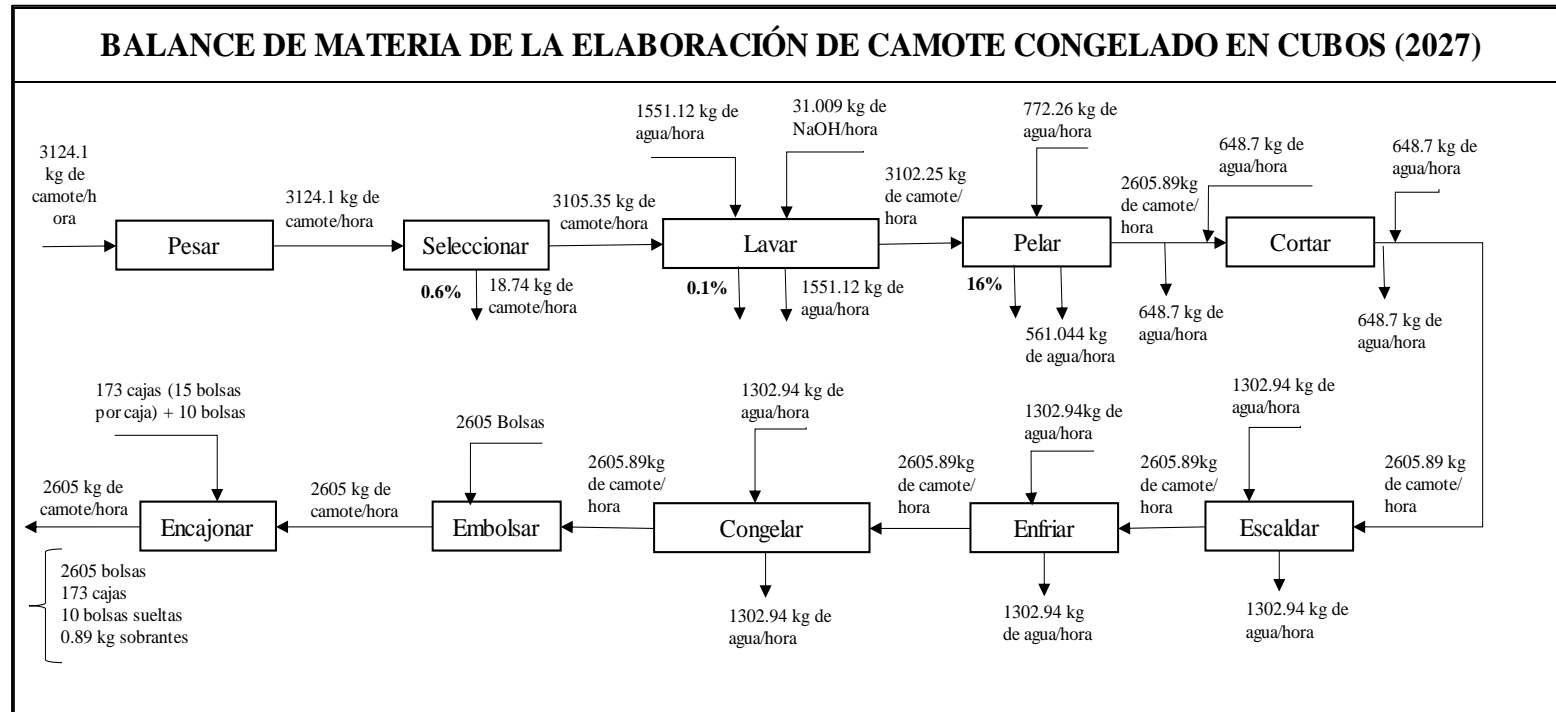 BALANCE DE MATERIA DE LA ELABORACIÓN DE CAMOTE CONGELADO EN CUBOS (2027)
3124.1
kg de
camote/h
ora
Pesar
3124.1 kg de
camote/hora
Seleccionar
0.6%
18.74 kg de
camote/hora
3105.35 kg de
camote/hora
1551.12 kg de
agua/hora
31.009 kg de
NaOH/hora
Lavar
0.1%
1551.12 kg de
agua/hora
3102.25 kg
de camote/
hora
772.26 kg de
agua/hora
Pelar
16%
561.044 kg
de agua/hora
2605.89kg
de camote/
hora
648.7 kg de
agua/hora
648.7 kg de
agua/hora
Cortar
648.7 kg de
agua/hora
648.7 kg de
agua/hora
2605.89 kg
de camote/
hora
1302.94 kg de
agua/hora
Escaldar
1302.94 kg de
agua/hora
2605.89kg
de camote/
hora
1302.94kg de
agua/hora
Enfriar
1302.94 kg
de agua/hora
2605.89kg
de camote/
hora
1302.94 kg de
agua/hora
Congelar
1302.94 kg de
agua/hora
2605.89kg
de camote/
hora
2605 Bolsas
Embolsar
2605 kg de
camote/hora
173 cajas (15 bolsas
por caja) + 10 bolsas
Encajonar
2605 kg de
camote/hora
2605 bolsas
173 cajas
10 bolsas sueltas
0.89 kg sobrantes